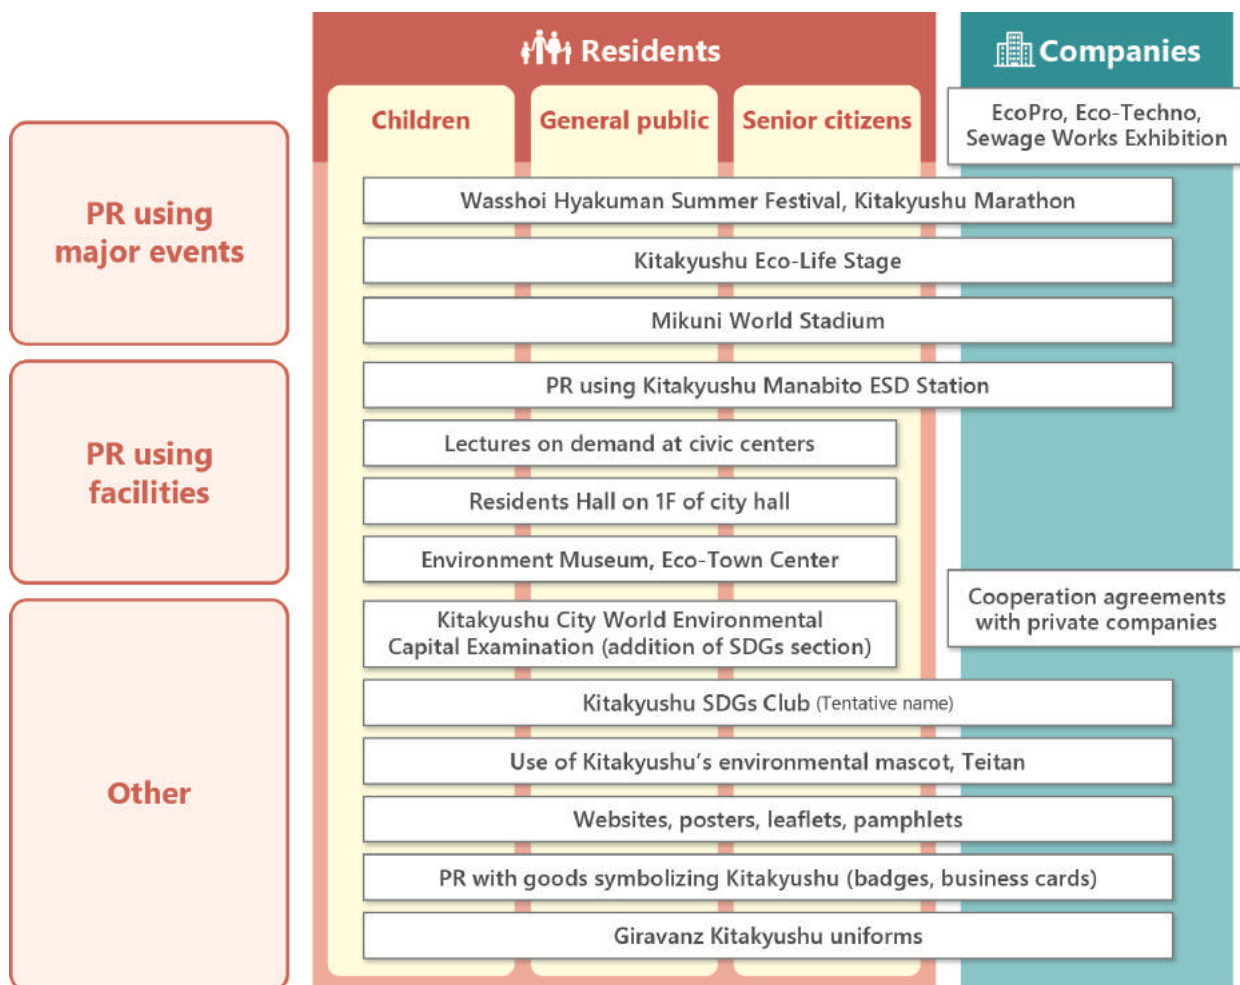 Residents
Companies
Children
General public
Senior citizens
EcoPro, Eco-Techno,
Sewage Works Exhibition
PR using
major events
Wasshoi Hyakuman Summer Festival, Kitakyushu Marathon
Kitakyushu Eco-Life Stage
Mikuni World Stadium
PR using
facilities
PR using Kitakyushu Manabito ESD Station
Lectures on demand at civic centers
Residents Hall on 1F of city hall
Environment Museum, Eco-Town Center
Other
Kitakyushu City World Environmental
Capital Examination (addition of SDGs section)
Cooperation agreements
with private companies
Kitakyushu SDGs Club (Tentative name)
Use of Kitakyushu’s environmental mascot, Teitan
Websites, posters, leaflets, pamphlets
PR with goods symbolizing Kitakyushu (badges, business cards)
Giravanz Kitakyushu uniforms